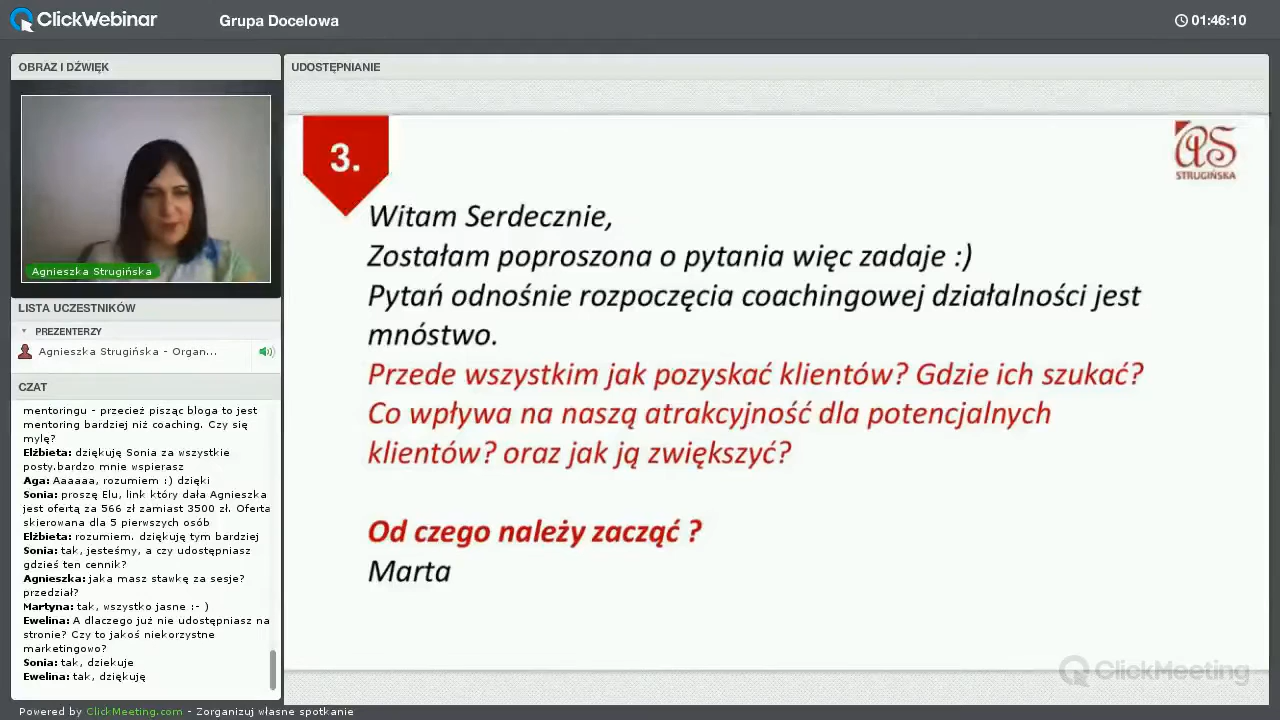 ClickWebinar
Grupa Docelowa
01:46:10
OBRAZ I DŹWIĘK
Agnieszka Strugińska
LISTA UCZESTNIKÓW
PREZENTERZY
Agnieszka Strugińska - Organ...
CZAT
mentoringu - przecież pisząc bloga to jest
mentoring bardziej niż coaching. Czy się
mylę?
Elżbieta: dziękuję Sonia za wszystkie
posty.bardzo mnie wspierasz
Aga: Aaaaaa, rozumiem :) dzięki
Sonia: proszę Elu, link który dała Agnieszka
jest ofertą za 566 zł zamiast 3500 zł. Oferta
skierowana dla 5 pierwszych osób
Elżbieta: rozumiem. dziękuję tym bardziej
Sonia: tak, jesteśmy, a czy udostępniasz
gdzieś ten cennik?
Agnieszka: jaka masz stawkę za sesje?
przedział?
Martyna: tak, wszystko jasne :- )
Ewelina: A dlaczego już nie udostępniasz na
stronie? Czy to jakoś niekorzystne
marketingowo?
Sonia: tak, dziekuje
Ewelina: tak, dziękuję
UDOSTĘPNIANIE
3.
AS
STRUGIŃSKA
Witam Serdecznie,
Zostałam poproszona o pytania więc zadaje :)
Pytań odnośnie rozpoczęcia coachingowej działalności jest
mnóstwo.
Przede wszystkim jak pozyskać klientów? Gdzie ich szukać?
Co wpływa na naszą atrakcyjność dla potencjalnych
klientów? oraz jak ją zwiększyć?
Od czego należy zacząć ?
Marta
ClickMeeting
Powered by ClickMeeting.com - Zorganizuj własne spotkanie